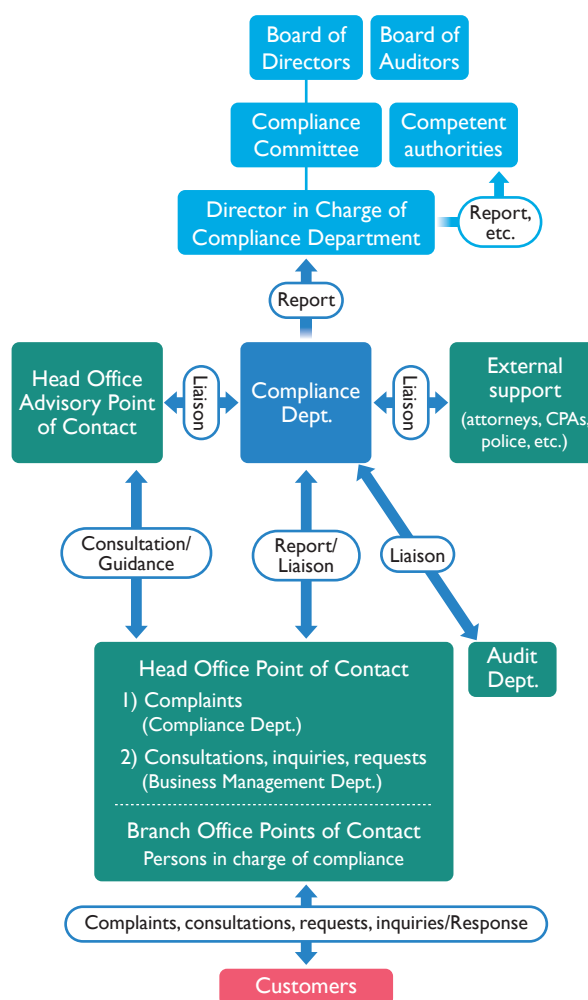 Board of
Directors
Board of
Auditors
Compliance
Committee
Competent
authorities
Director in Charge of
Compliance Department
Report,
etc.
Report
Head Office
Advisory Point
of Contact
Liaison
Compliance
Dept.
Liaison
External
support
(attorneys, CPAs,
police, etc.)
Consultation/
Guidance
Report/
Liaison
Liaison
Head Office Point of Contact
1) Complaints
(Compliance Dept.)
2) Consultations, inquiries, requests
(Business Management Dept.)
Branch Office Points of Contact
Persons in charge of compliance
Audit
Dept.
Complaints, consultations, requests, inquiries/Response
Customers